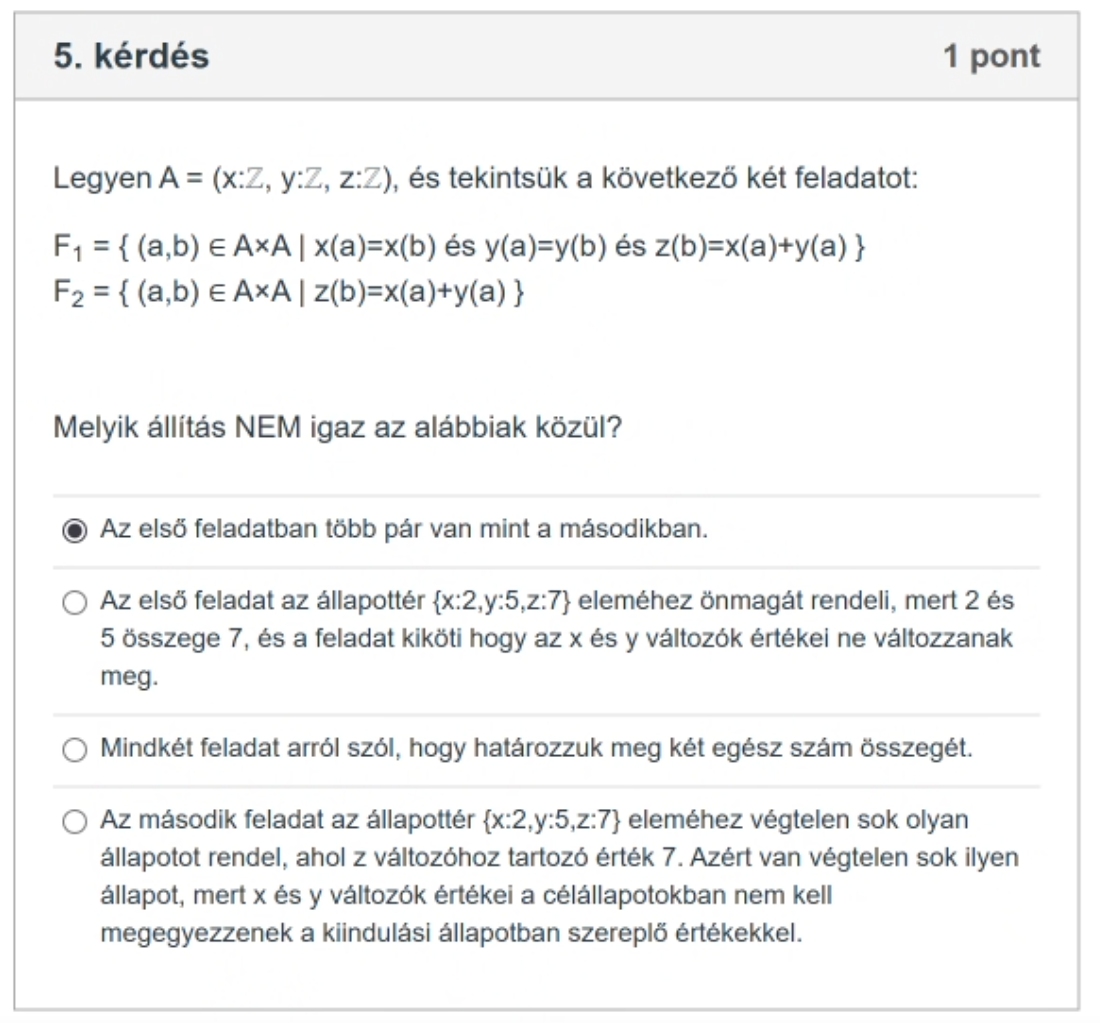 5. kérdés
1 pont
Legyen A = (x:ℤ, y:ℤ, z:ℤ), és tekintsük a következő két feladatot:
F₁ = { (a,b) ∈ A×A | x(a)=x(b) és y(a)=y(b) és z(b)=x(a)+y(a) }
F₂ = { (a,b) ∈ A×A | z(b)=x(a)+y(a) }
Melyik állítás NEM igaz az alábbiak közül?
Az első feladatban több pár van mint a másodikban.
Az első feladat az állapottér {x:2,y:5,z:7} eleméhez önmagát rendeli, mert 2 és
5 összege 7, és a feladat kiköti hogy az x és y változók értékei ne változzanak
meg.
Mindkét feladat arról szól, hogy határozzuk meg két egész szám összegét.
Az második feladat az állapottér {x:2,y:5,z:7} eleméhez végtelen sok olyan
állapotot rendel, ahol z változóhoz tartozó érték 7. Azért van végtelen sok ilyen
állapot, mert x és y változók értékei a célállapotokban nem kell
megegyezzenek a kiindulási állapotban szereplő értékekkel.